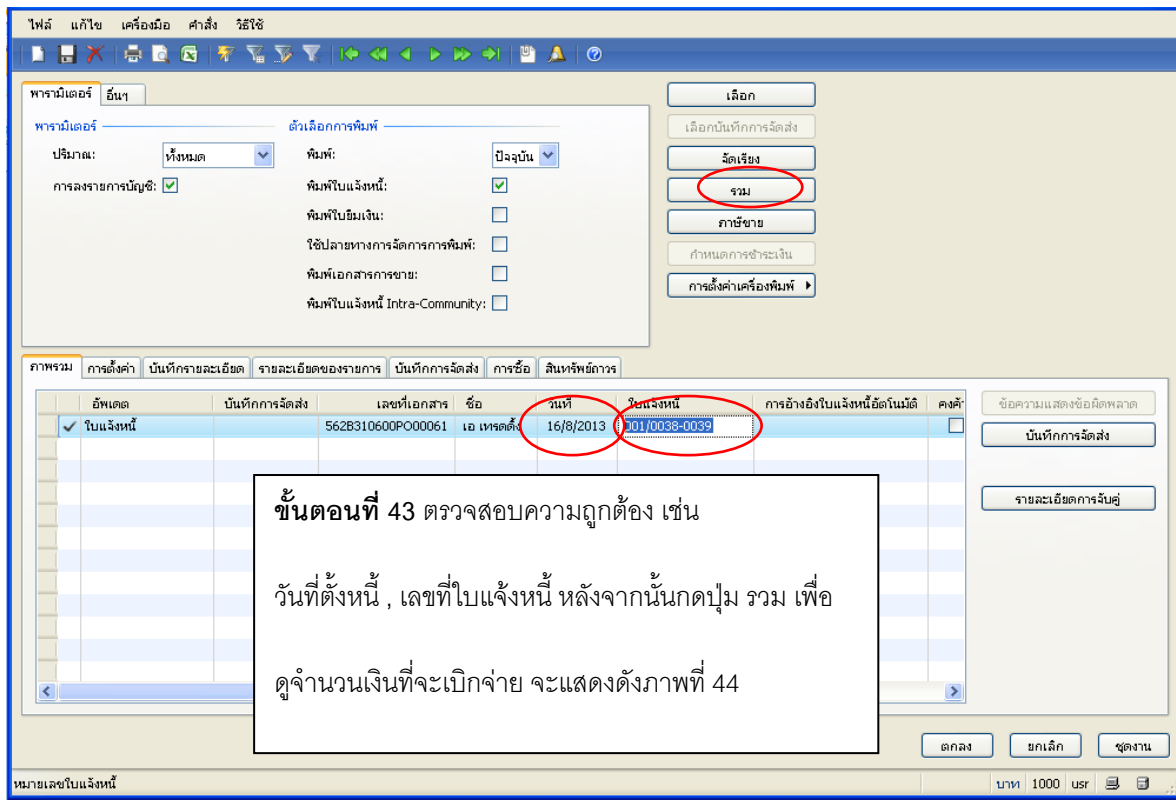 ไฟล์ แก้ไข เครื่องมือ คำสั่ง วิธีใช้
พารามิเตอร์ อื่นๆ
พารามิเตอร์
ปริมาณ: ทั้งหมด
การลงรายการบัญชี:
ตัวเลือกการพิมพ์
พิมพ์: ปัจจุบัน
พิมพ์ใบแจ้งหนี้:
พิมพ์ใบยืมเงิน:
ใช้ปลายทางการจัดการการพิมพ์:
พิมพ์เอกสารการขาย:
พิมพ์ใบแจ้งหนี้ Intra-Community:
เลือก
เลือกบันทึกการจัดส่ง
จัดเรียง
รวม
ภาษีขาย
กำหนดการชำระเงิน
การตั้งค่าเครื่องพิมพ์
ภาพรวม การตั้งค่า บันทึกรายละเอียด รายละเอียดของรายการ บันทึกการจัดส่ง การซื้อ สินทรัพย์ถาวร
อัพเดต บันทึกการจัดส่ง เลขที่เอกสาร ชื่อ วันที่ ใบแจ้งหนี้ การอ้างอิงใบแจ้งหนี้อัตโนมัติ คงค้
ใบแจ้งหนี้ 562B310600PO00061 เอ เทรดดิ้ง 16/8/2013 001/0038-0039
ข้อความแสดงข้อผิดพลาด
บันทึกการจัดส่ง
รายละเอียดการจับคู่
ขั้นตอนที่ 43 ตรวจสอบความถูกต้อง เช่น
วันที่ตั้งหนี้ , เลขที่ใบแจ้งหนี้ หลังจากนั้นกดปุ่ม รวม เพื่อ
ดูจำนวนเงินที่จะเบิกจ่าย จะแสดงดังภาพที่ 44
ตกลง ยกเลิก ชุดงาน
หมายเลขใบแจ้งหนี้ บาท 1000 usr